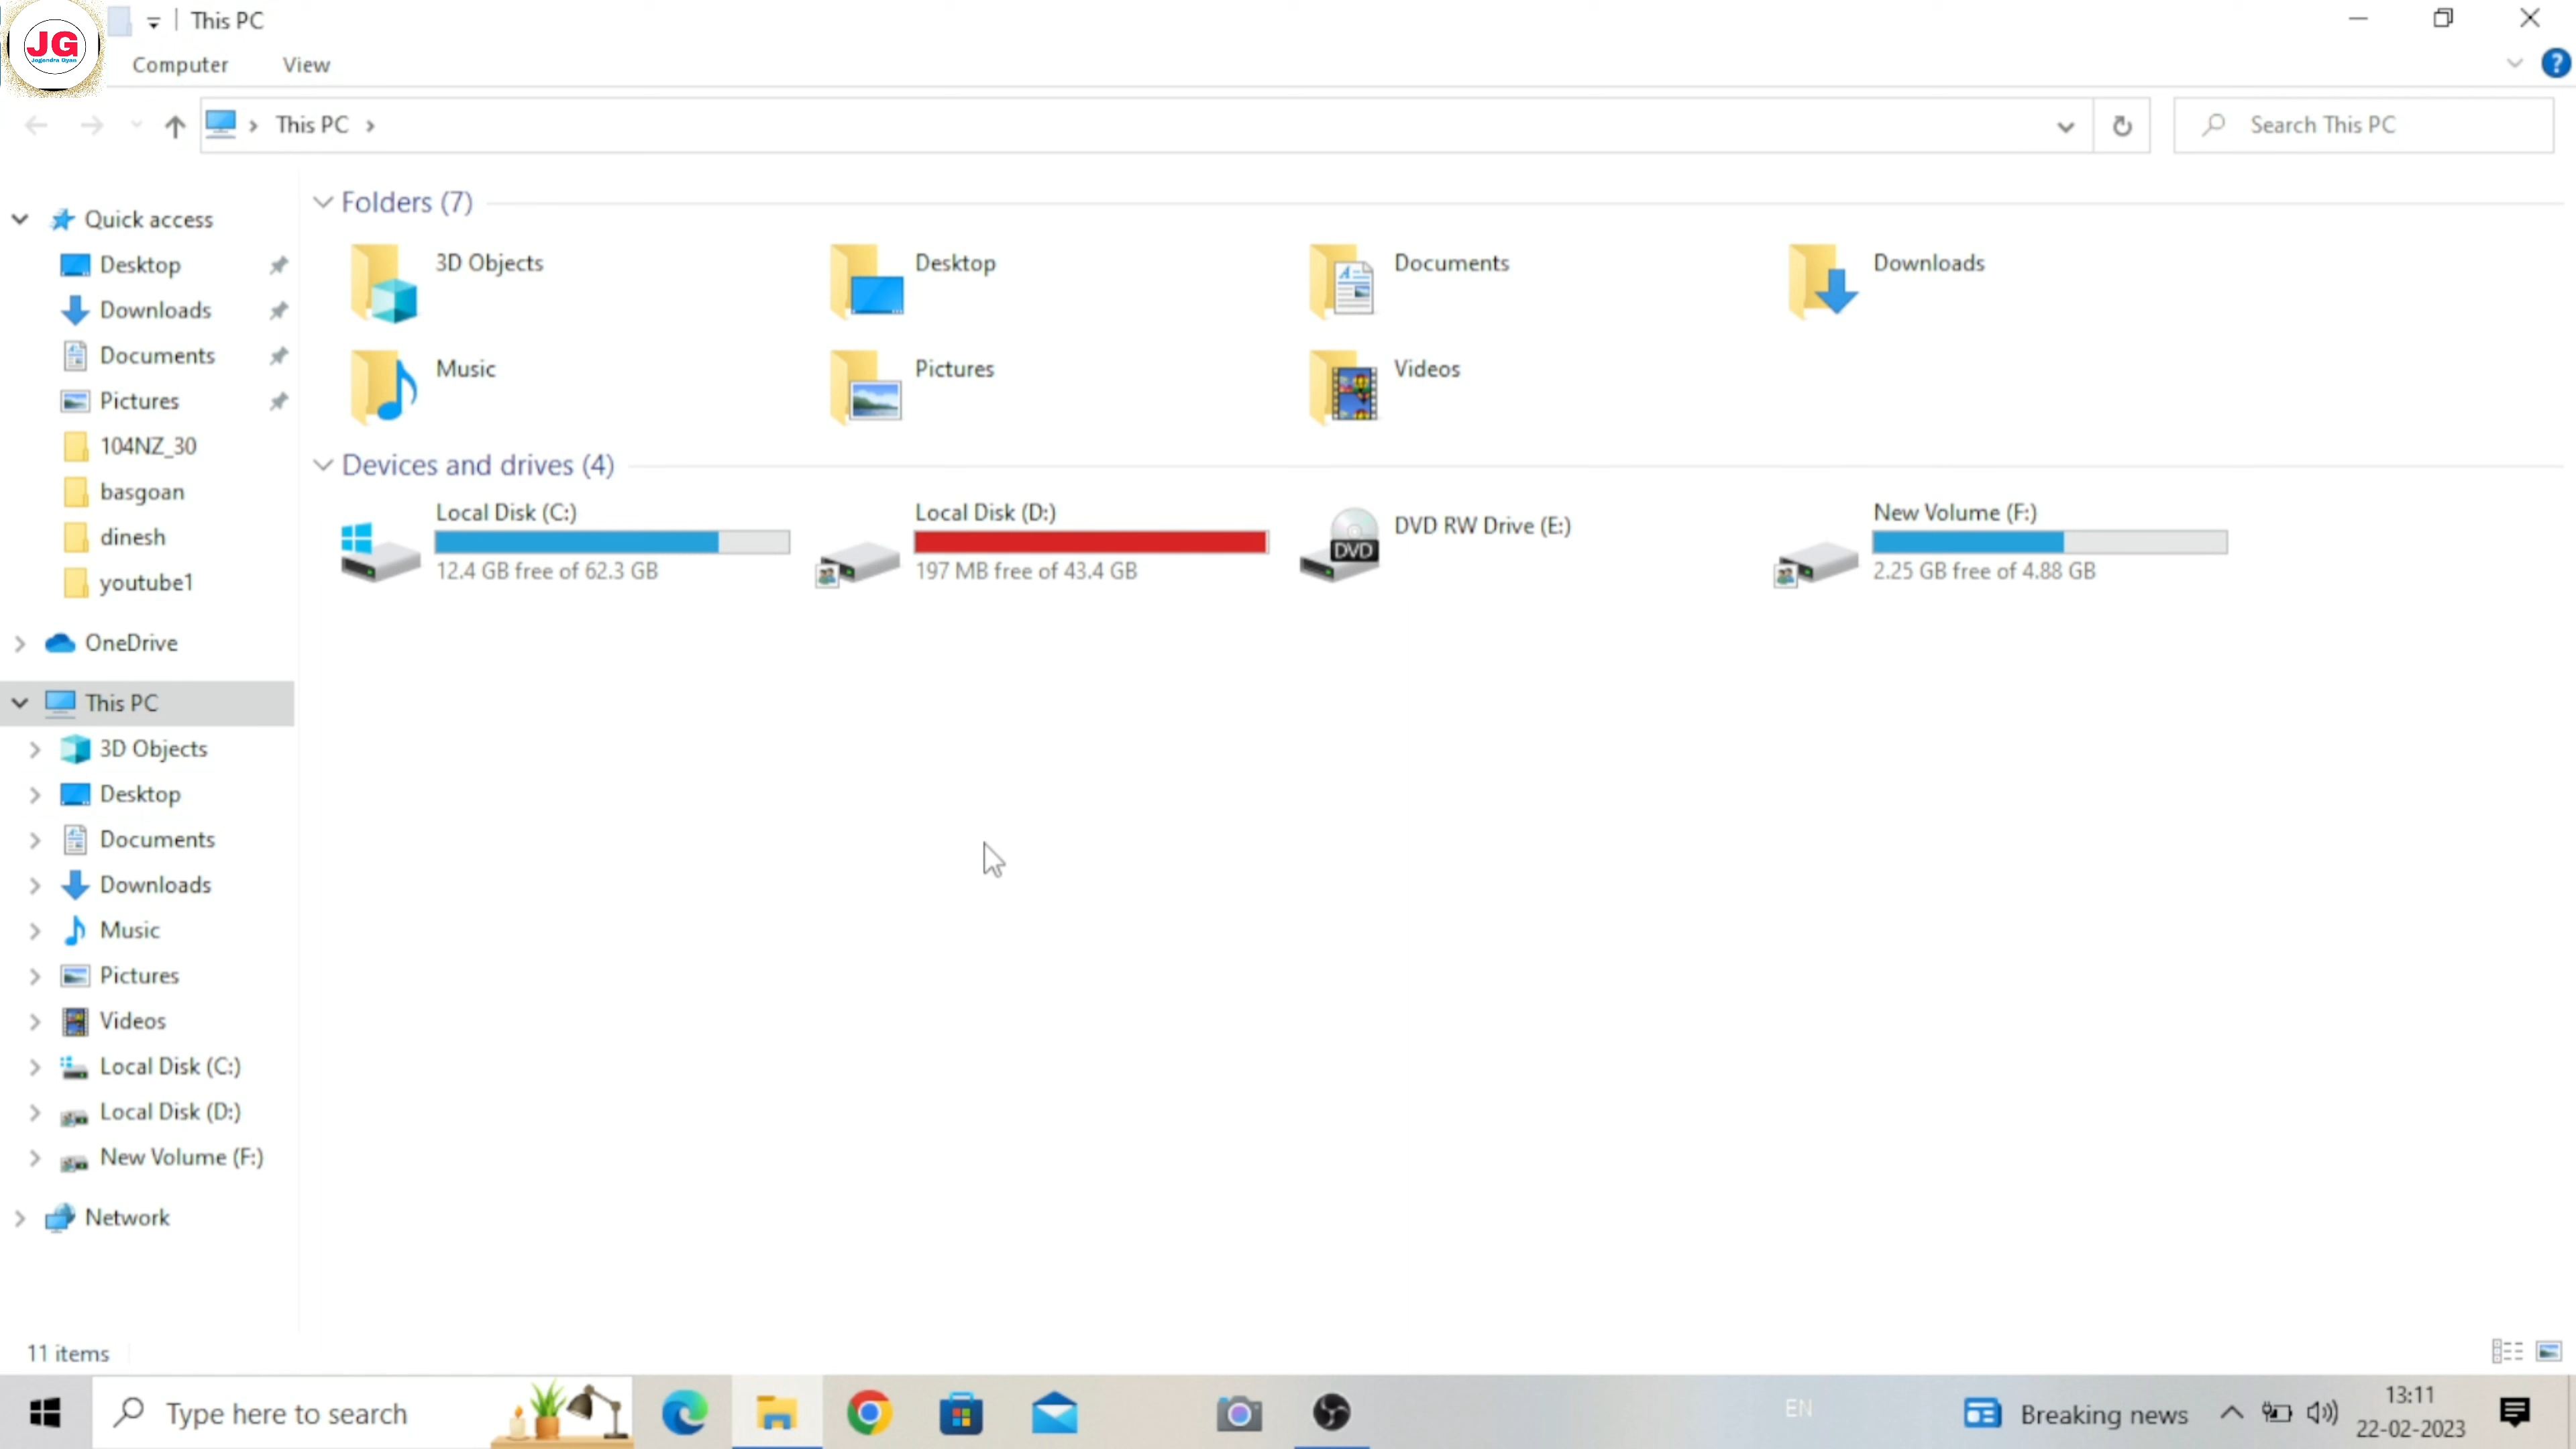 JG
Jogendra Gyan
This PC
Computer
View
?
This PC
Search This PC
Quick access
Desktop
Downloads
Documents
Pictures
104NZ_30
basgoan
dinesh
youtube1
OneDrive
This PC
3D Objects
Desktop
Documents
Downloads
Music
Pictures
Videos
Local Disk (C:)
Local Disk (D:)
New Volume (F:)
Network
Folders (7)
3D Objects
Desktop
Documents
Downloads
Music
Pictures
Videos
Devices and drives (4)
Local Disk (C:)
12.4 GB free of 62.3 GB
Local Disk (D:)
197 MB free of 43.4 GB
DVD
DVD RW Drive (E:)
New Volume (F:)
2.25 GB free of 4.88 GB
11 items
Type here to search
EN
Breaking news
13:11
22-02-2023